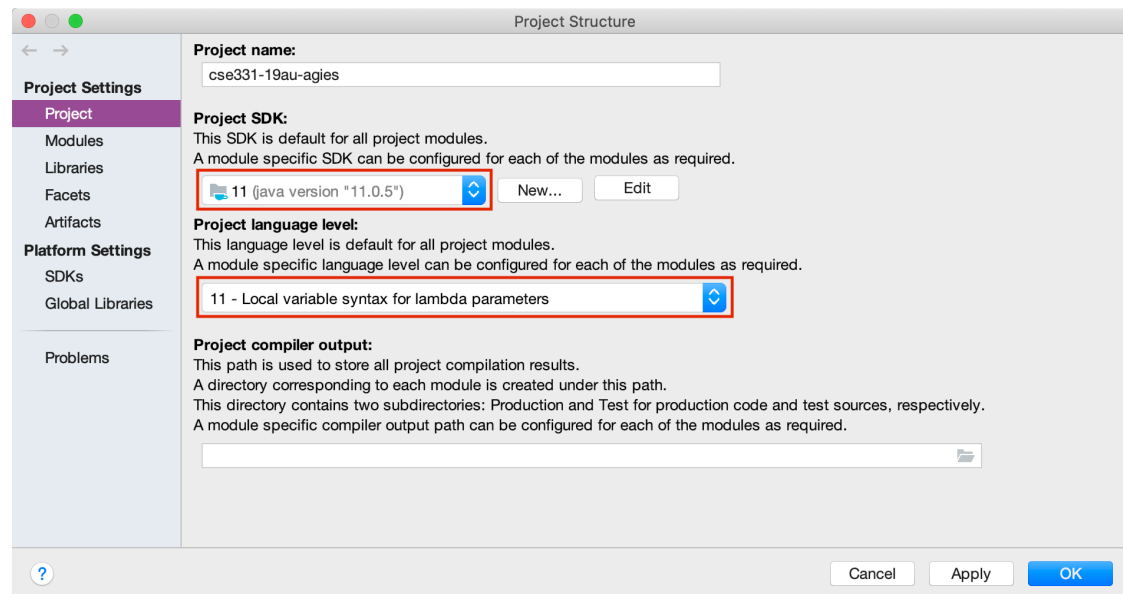 Project Structure
Project Settings
Project
Modules
Libraries
Facets
Artifacts
Platform Settings
SDKs
Global Libraries
Problems
Project name:
cse331-19au-agies
Project SDK:
This SDK is default for all project modules.
A module specific SDK can be configured for each of the modules as required.
11 (java version "11.0.5") New... Edit
Project language level:
This language level is default for all project modules.
A module specific language level can be configured for each of the modules as required.
11 - Local variable syntax for lambda parameters
Project compiler output:
This path is used to store all project compilation results.
A directory corresponding to each module is created under this path.
This directory contains two subdirectories: Production and Test for production code and test sources, respectively.
A module specific compiler output path can be configured for each of the modules as required.
? Cancel Apply OK